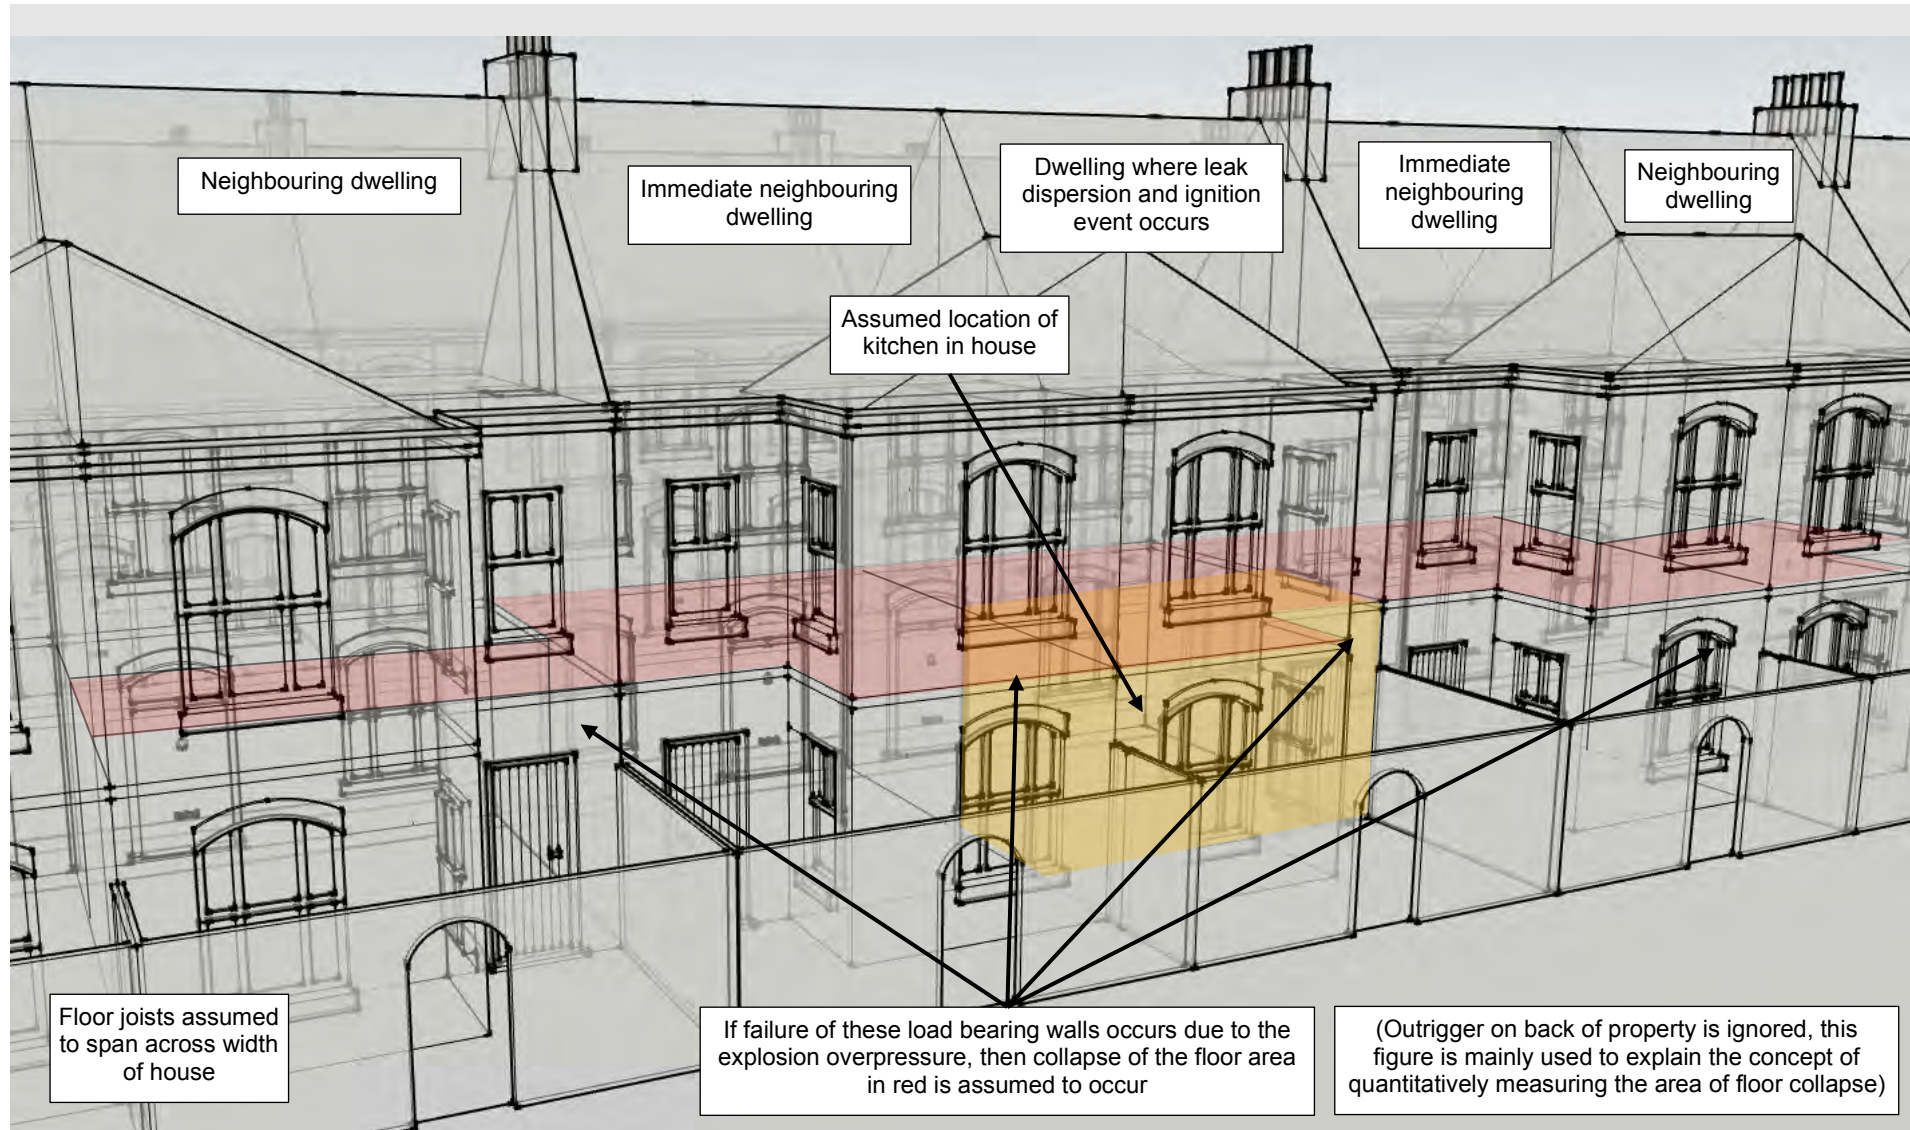 Neighbouring dwelling
Immediate neighbouring
dwelling
Dwelling where leak
dispersion and ignition
event occurs
Immediate
neighbouring
dwelling
Neighbouring
dwelling
Assumed location of
kitchen in house
Floor joists assumed
to span across width
of house
If failure of these load bearing walls occurs due to the
explosion overpressure, then collapse of the floor area
in red is assumed to occur
(Outrigger on back of property is ignored, this
figure is mainly used to explain the concept of
quantitatively measuring the area of floor collapse)